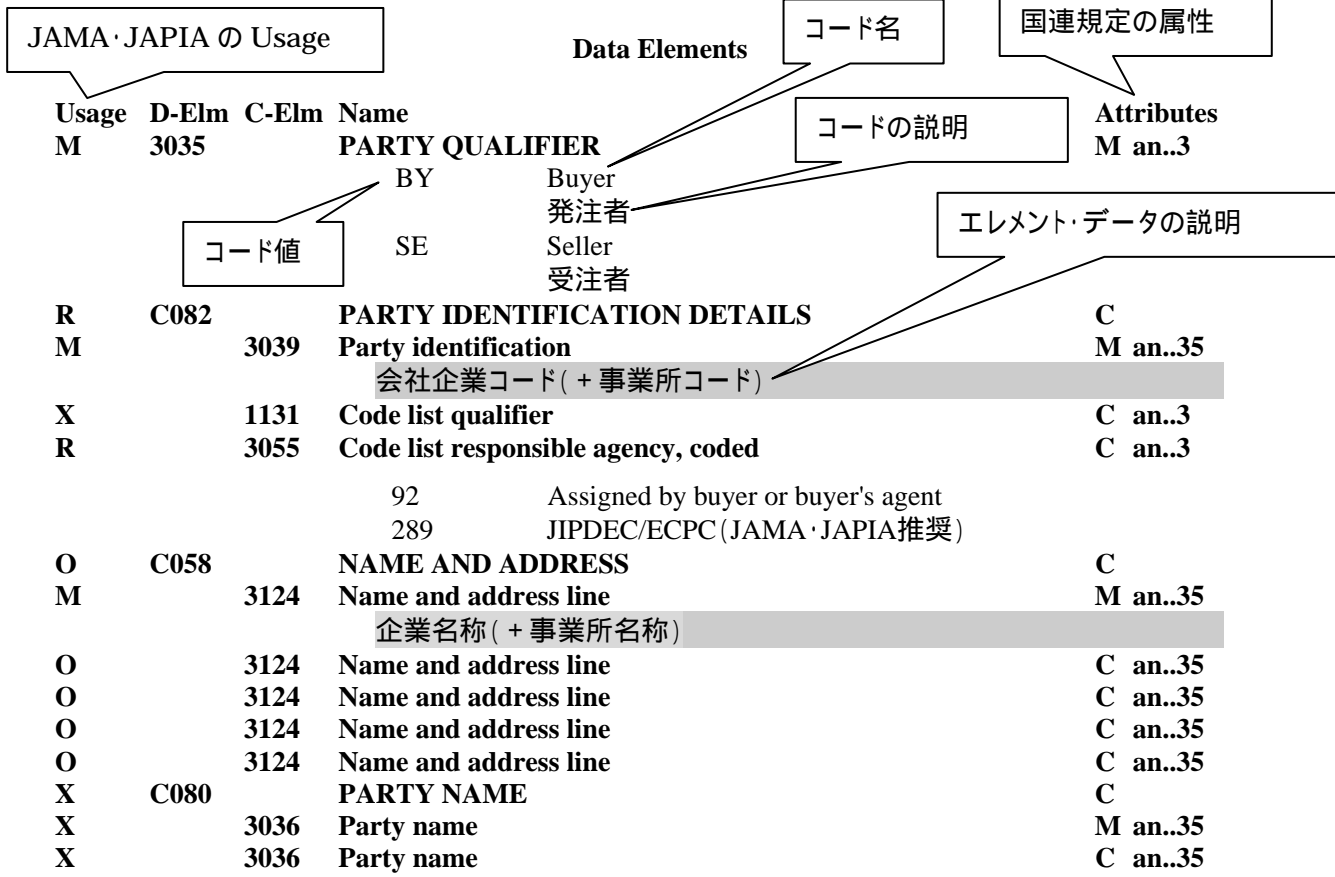 JAMA･JAPIA の Usage
Data Elements
コード名
国連規定の属性
Usage D-Elm C-Elm Name Attributes
M 3035 PARTY QUALIFIER M an..3
コードの説明
BY Buyer
発注者
エレメント･データの説明
コード値
SE Seller
受注者
R C082 PARTY IDENTIFICATION DETAILS C
M 3039 Party identification M an..35
会社企業コード(+事業所コード)
X 1131 Code list qualifier C an..3
R 3055 Code list responsible agency, coded C an..3
92 Assigned by buyer or buyer's agent
289 JIPDEC/ECPC(JAMA･JAPIA推奨)
O C058 NAME AND ADDRESS C
M 3124 Name and address line M an..35
企業名称(+事業所名称)
O 3124 Name and address line C an..35
O 3124 Name and address line C an..35
O 3124 Name and address line C an..35
O 3124 Name and address line C an..35
X C080 PARTY NAME C
X 3036 Party name M an..35
X 3036 Party name C an..35